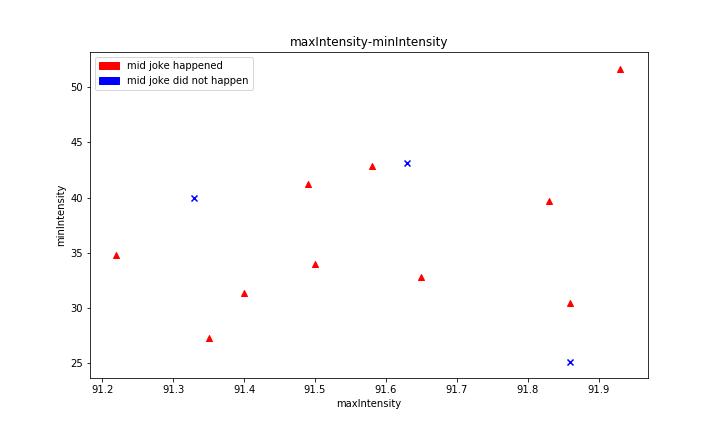 maxIntensity-minIntensity
mid joke happened
mid joke did not happen
50
45
40
35
30
25
minIntensity
91.2 91.3 91.4 91.5 91.6 91.7 91.8 91.9
maxIntensity